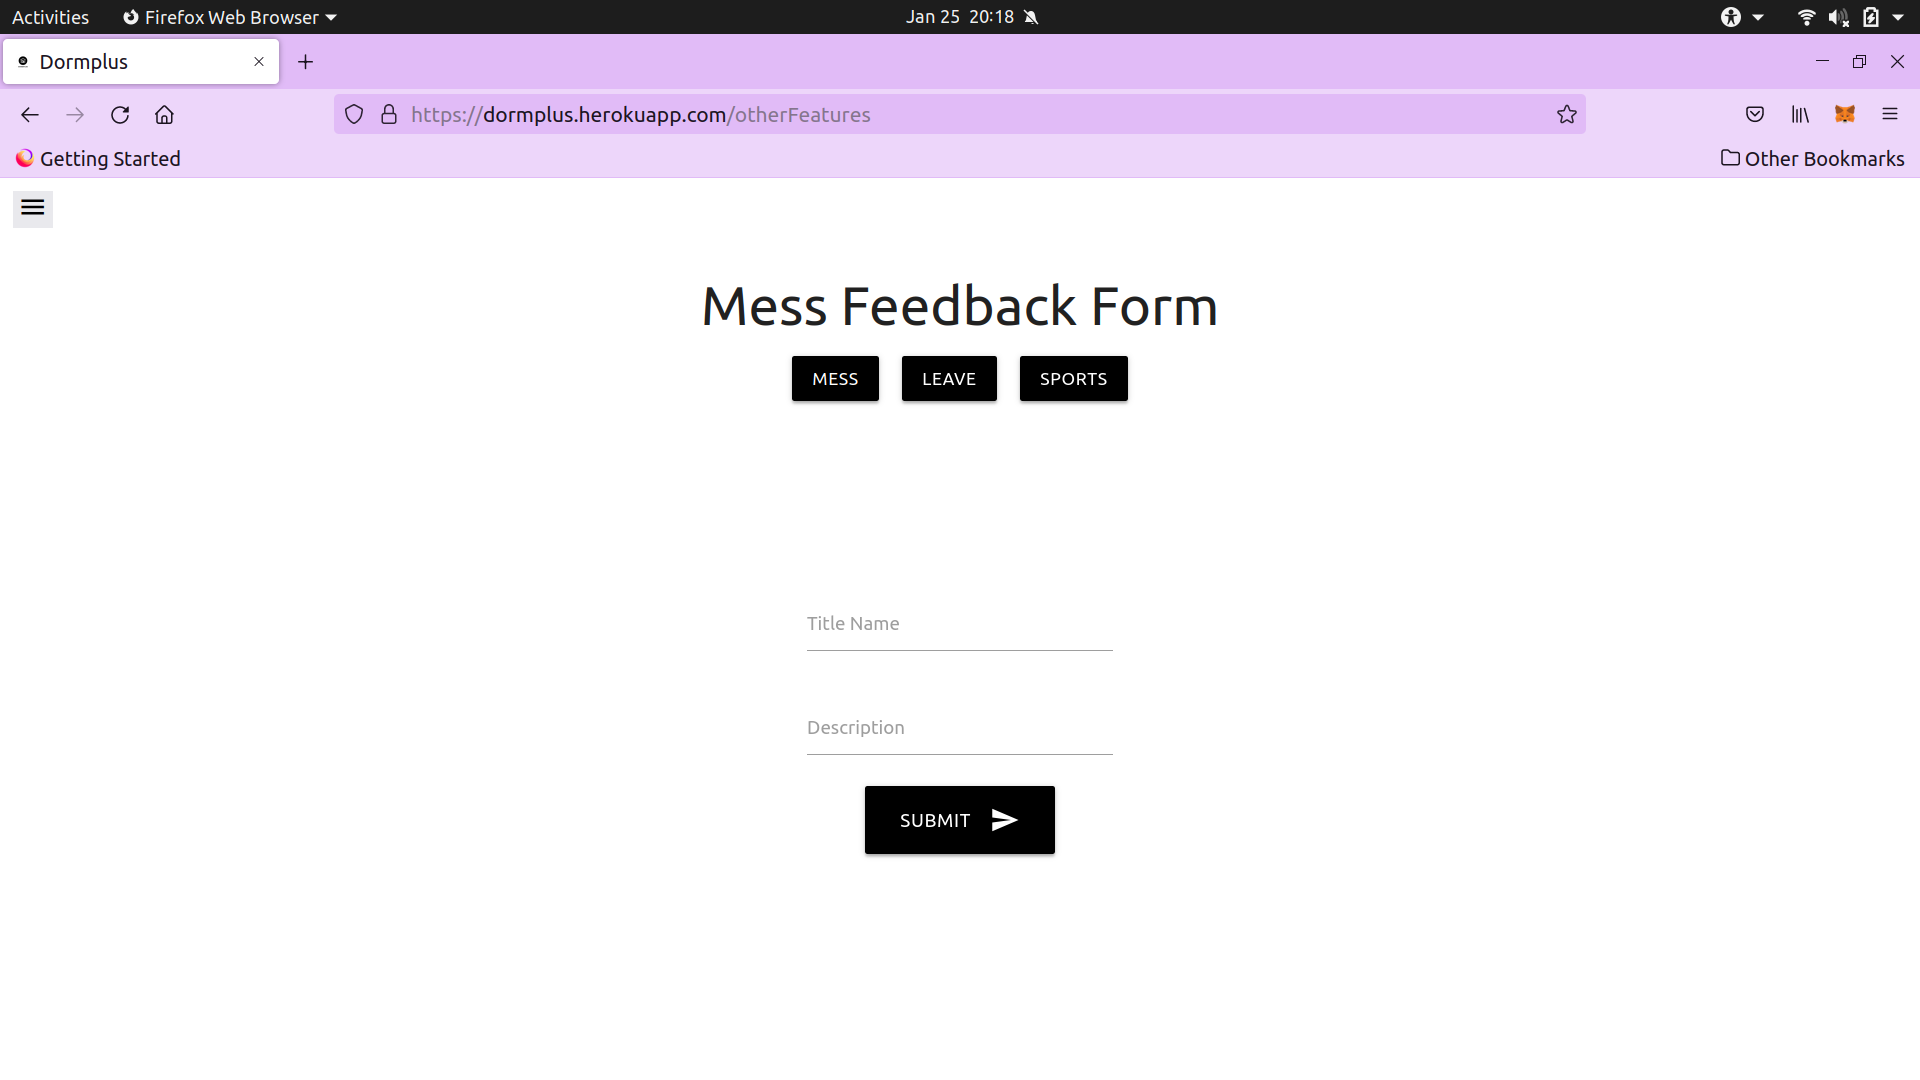 Activities Firefox Web Browser Jan 25 20:18
Dormplus
https://dormplus.herokuapp.com/otherFeatures
Getting Started Other Bookmarks
Mess Feedback Form
MESS LEAVE SPORTS
Title Name
Description
SUBMIT